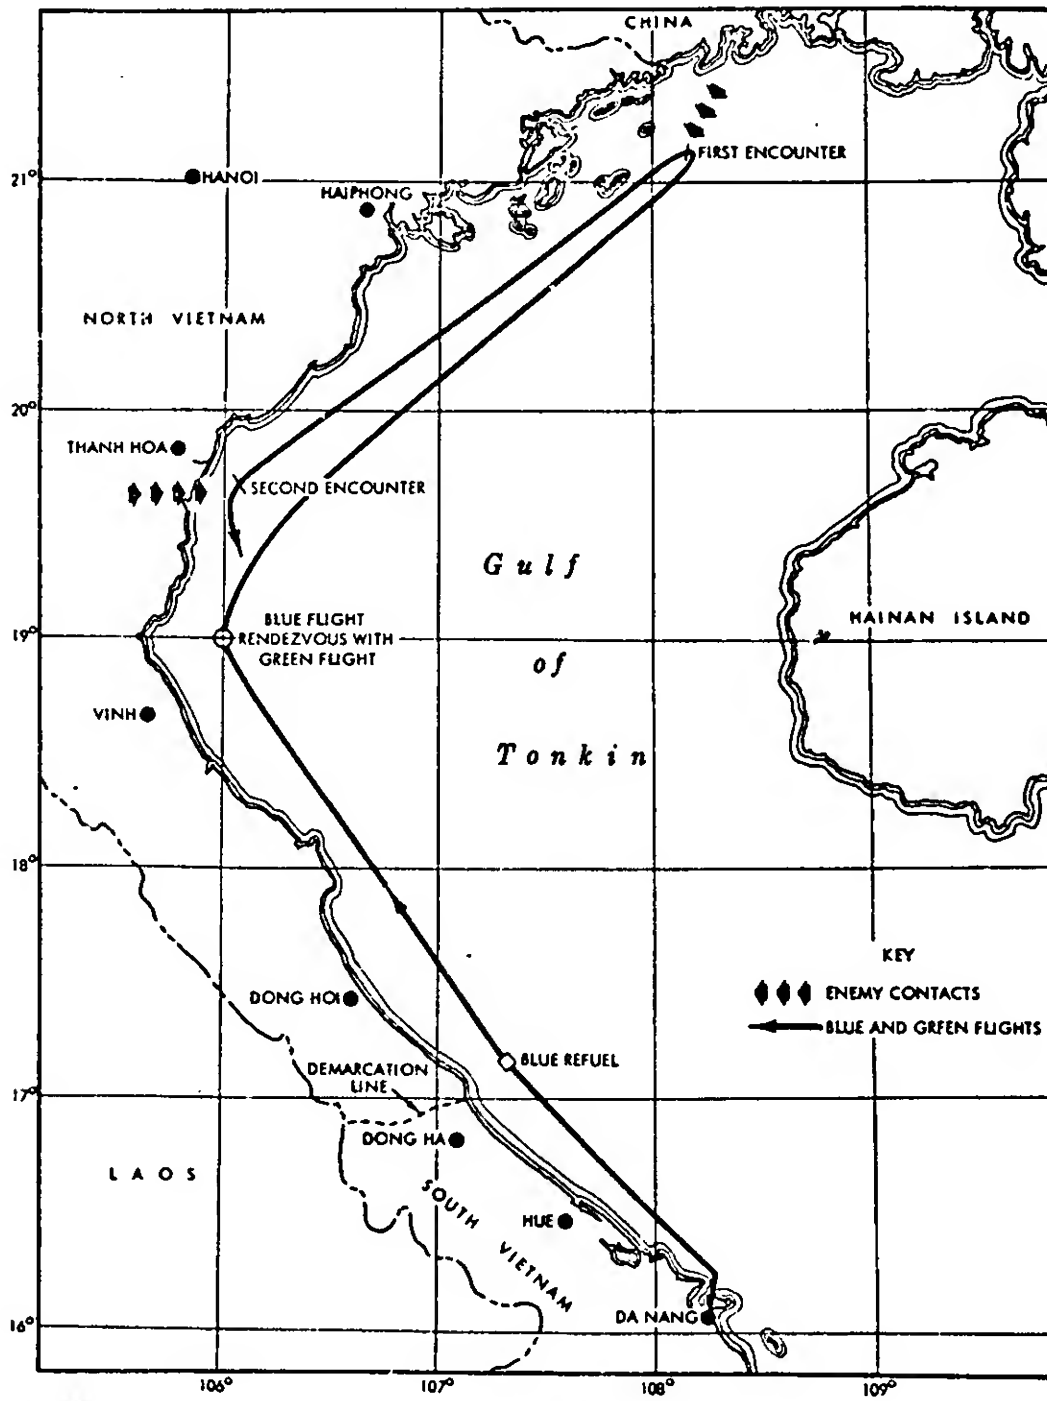 CHINA
FIRST ENCOUNTER
21°
HANOI
HAIPHONG
NORTH VIETNAM
20°
THANH HOA
SECOND ENCOUNTER
Gulf
of
Tonkin
BLUE FLIGHT
RENDEZVOUS WITH
GREEN FLIGHT
19°
HAINAN ISLAND
VINH
18°
KEY
ENEMY CONTACTS
BLUE AND GREEN FLIGHTS
DONG HOI
BLUE REFUEL
DEMARCATION
LINE
17°
DONG HA
LAOS
SOUTH VIETNAM
HUE
DA NANG
16°
106°
107°
108°
109°